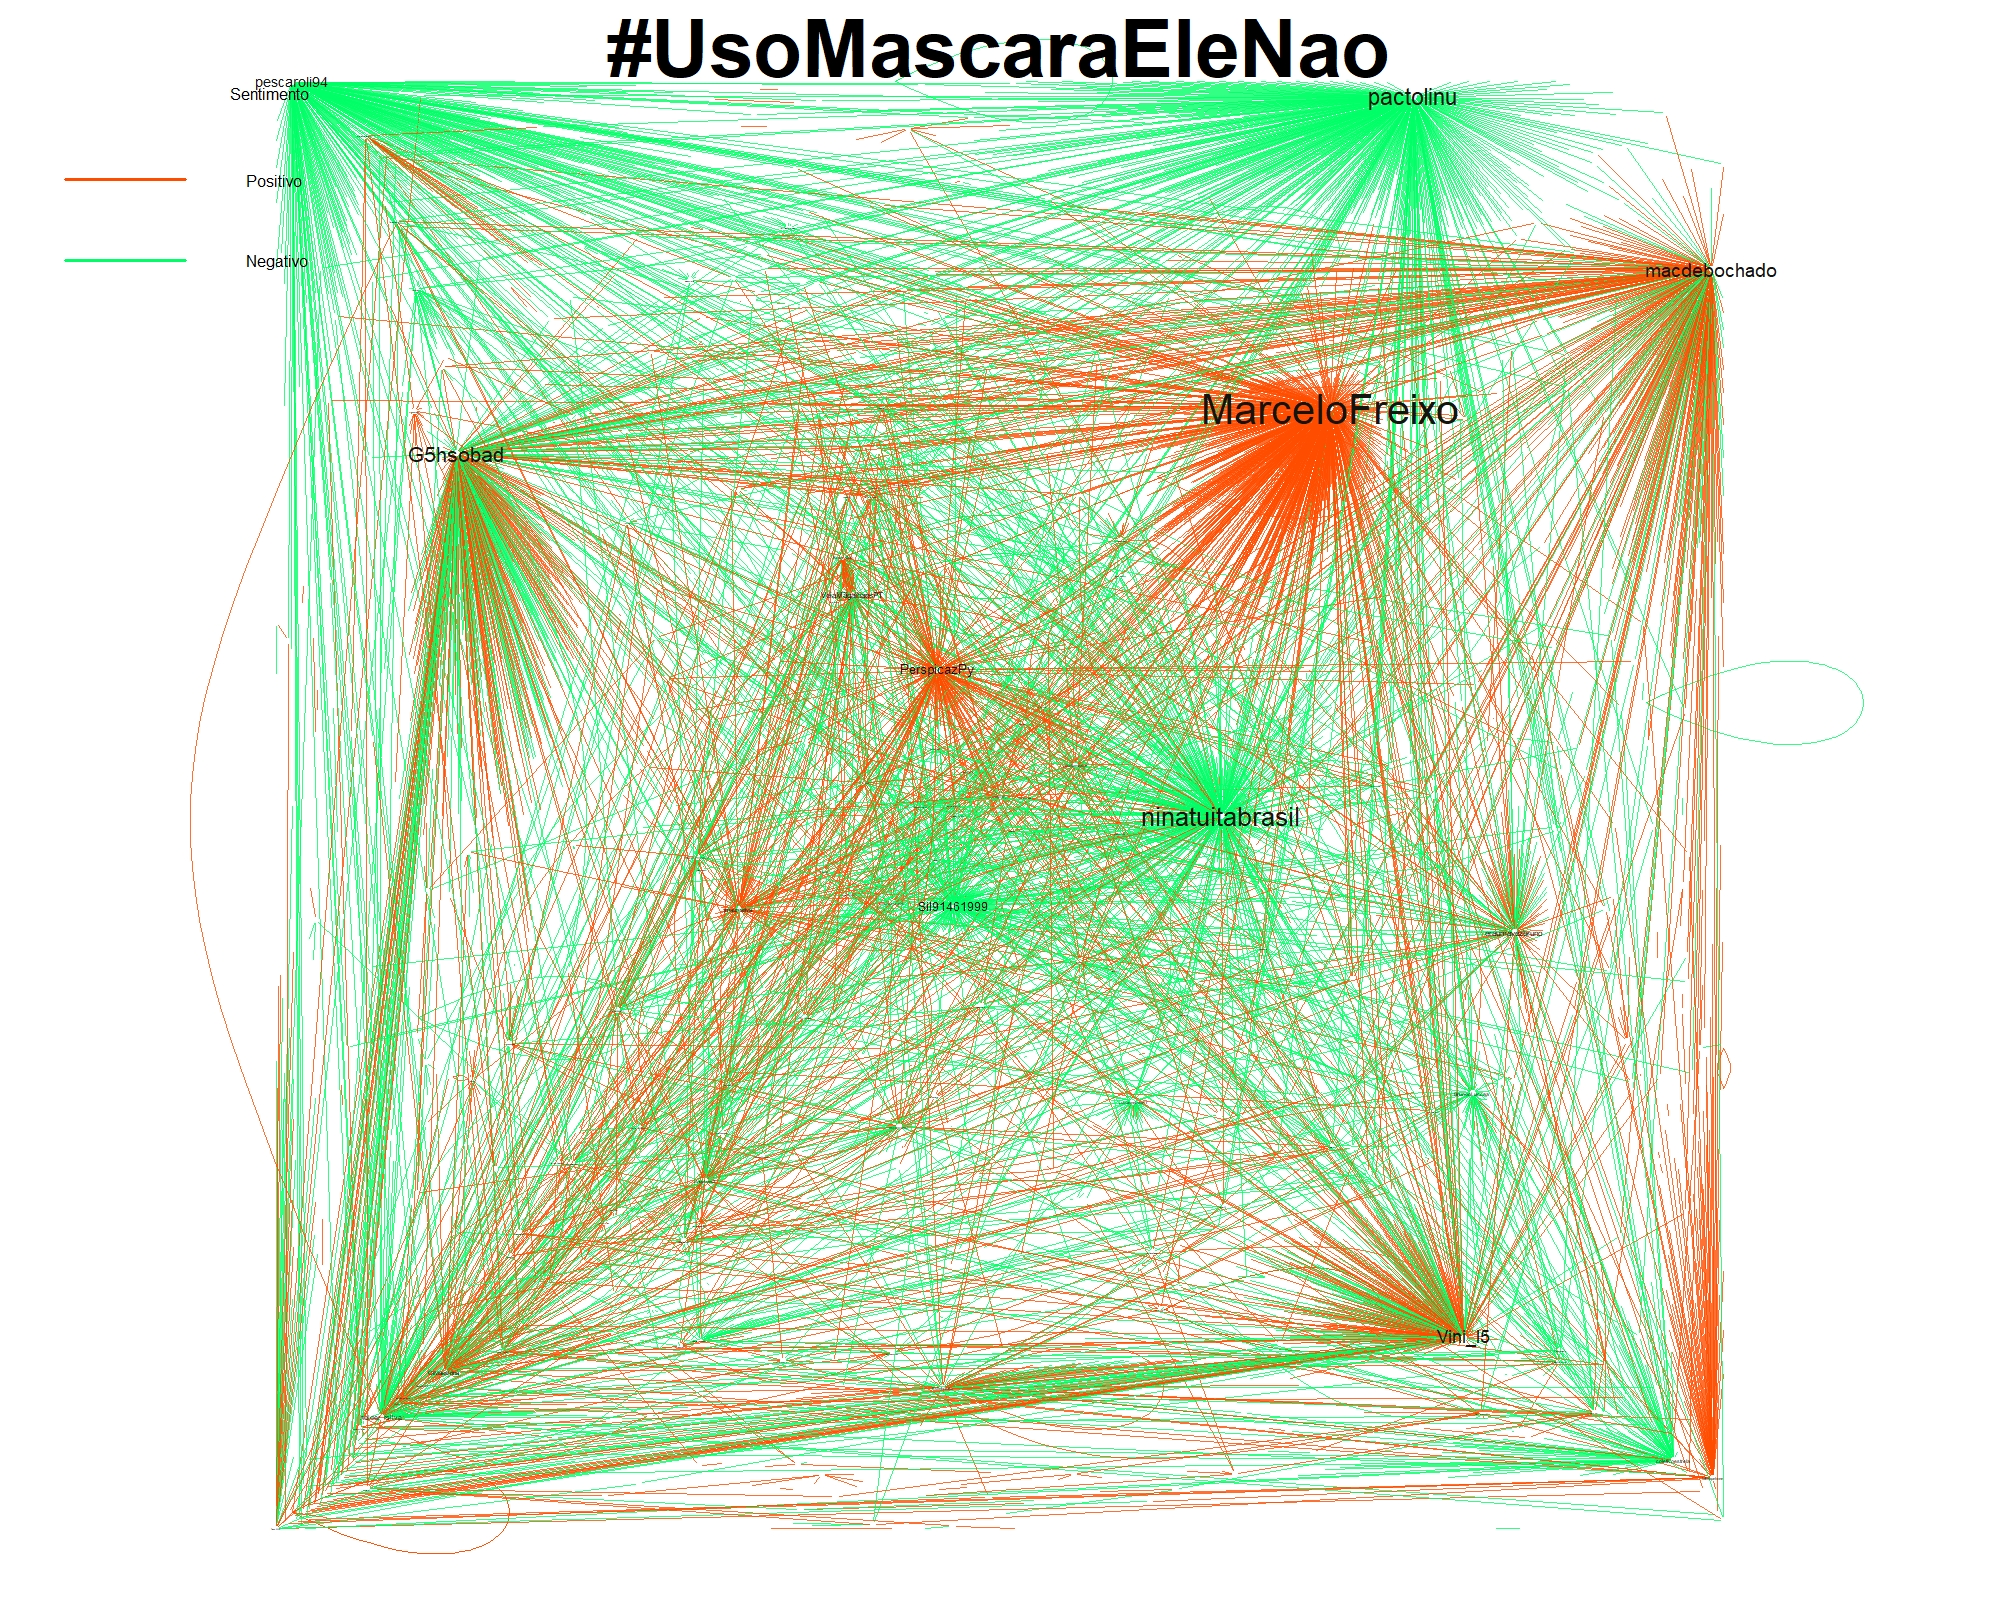 #UsoMascaraEleNao
pescaroli94
Sentimento
pactolinu
Positivo
Negativo
macdebochado
MarceloFreixo
G5hsobad
PerspicazPy
ninatuitabrasil
Sil91461999
Vini_l5